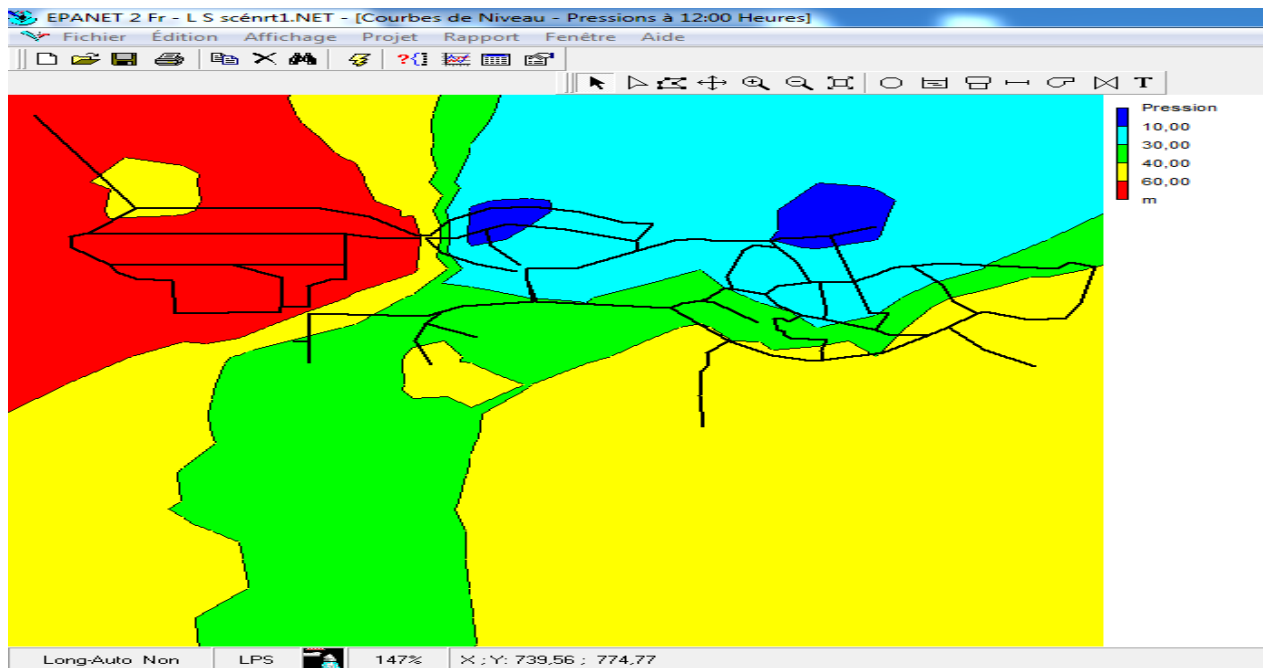 EPANET 2 Fr - L S scénrt1.NET - [Courbes de Niveau - Pressions à 12:00 Heures]
Fichier Édition Affichage Projet Rapport Fenêtre Aide
T
Pression
10,00
30,00
40,00
60,00
m
Long-Auto Non LPS 147% X ; Y: 739,56 ; 774,77